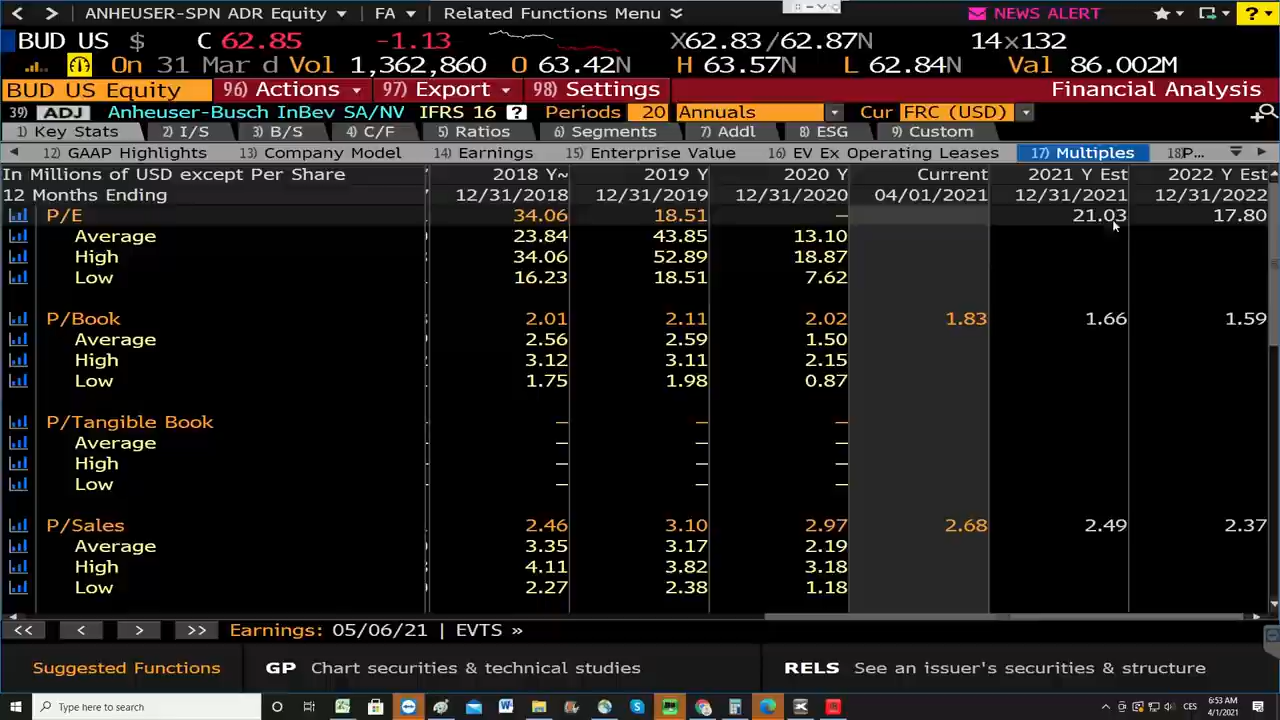 ANHEUSER-SPN ADR Equity FA Related Functions Menu NEWS ALERT ?
BUD US $ C 62.85 -1.13 X62.83/62.87N 14×132
On 31 Mar d Vol 1,362,860 O 63.42N H 63.57N L 62.84N Val 86.002M
BUD US Equity 96) Actions 97) Export 98) Settings Financial Analysis
39) ADJ Anheuser-Busch InBev SA/NV IFRS 16 ? Periods 20 Annuals Cur FRC (USD)
1) Key Stats 2) I/S 3) B/S 4) C/F 5) Ratios 6) Segments 7) Addl 8) ESG 9) Custom
12) GAAP Highlights 13) Company Model 14) Earnings 15) Enterprise Value 16) EV Ex Operating Leases 17) Multiples 18)P...
In Millions of USD except Per Share 2018 Y~ 2019 Y 2020 Y Current 2021 Y Est 2022 Y Est
12 Months Ending 12/31/2018 12/31/2019 12/31/2020 04/01/2021 12/31/2021 12/31/2022
P/E 34.06 18.51 — 21.03 17.80
Average 23.84 43.85 13.10
High 34.06 52.89 18.87
Low 16.23 18.51 7.62
P/Book 2.01 2.11 2.02 1.83 1.66 1.59
Average 2.56 2.59 1.50
High 3.12 3.11 2.15
Low 1.75 1.98 0.87
P/Tangible Book — — —
Average — — —
High — — —
Low — — —
P/Sales 2.46 3.10 2.97 2.68 2.49 2.37
Average 3.35 3.17 2.19
High 4.11 3.82 3.18
Low 2.27 2.38 1.18
<< < > >> Earnings: 05/06/21 | EVTS »
Suggested Functions GP Chart securities & technical studies RELS See an issuer's securities & structure
Type here to search CES 6:53 AM
4/1/2021